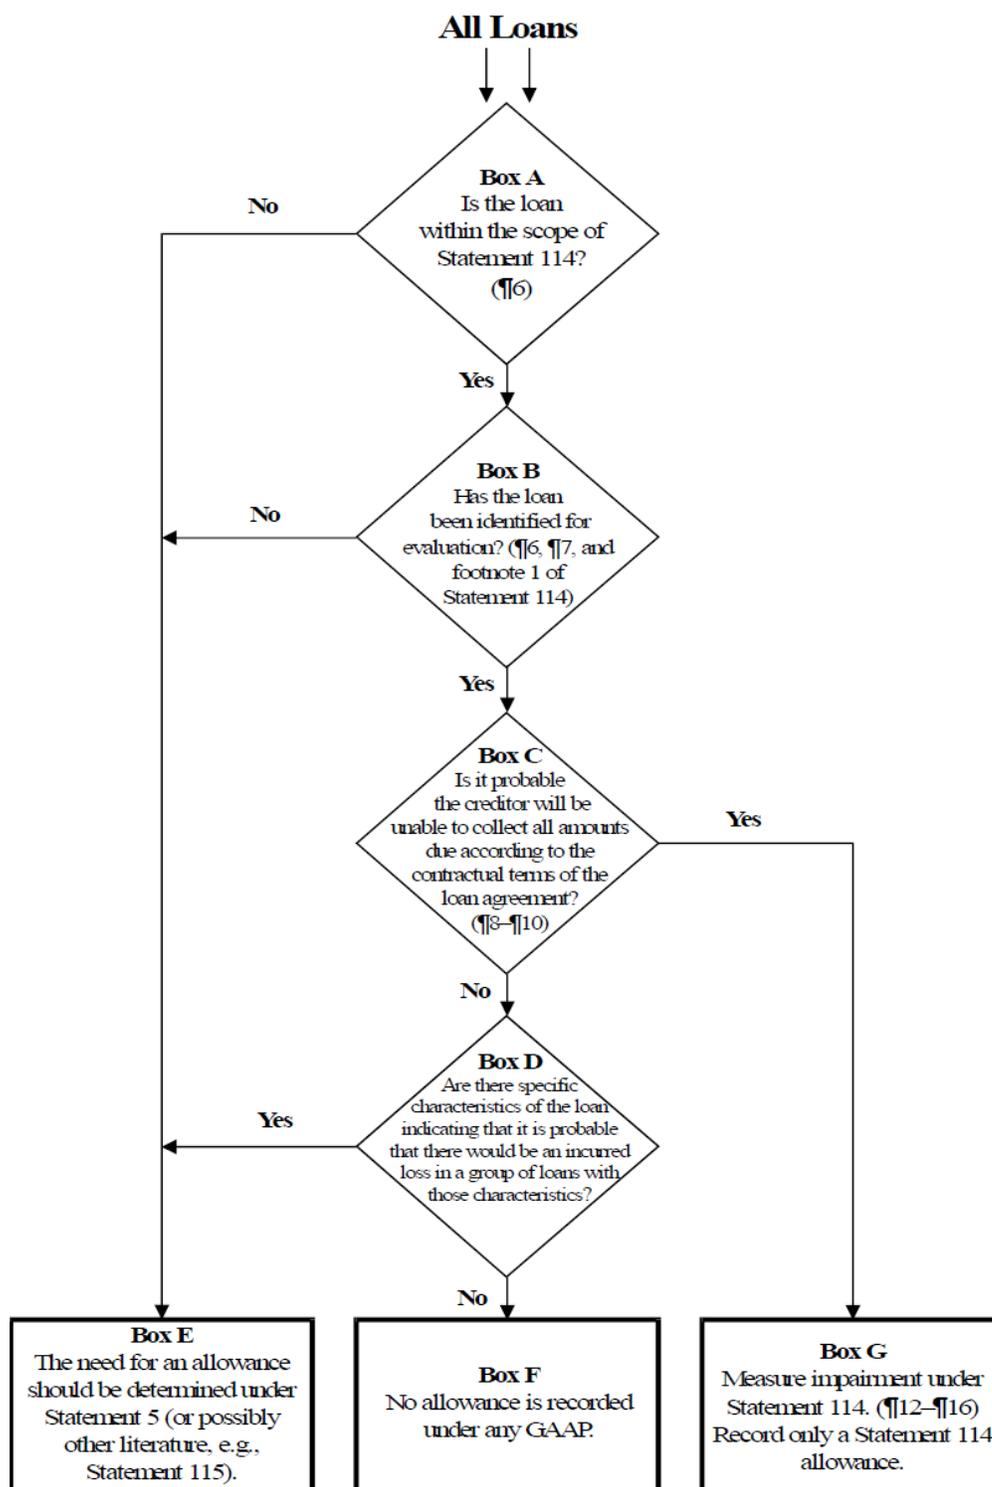 All Loans
Box A
No
Is the loan
within the scope of
Statement 114?
(¶6)
Yes
Box B
Has the loan
No
been identified for
evaluation? (¶6, ¶7, and
footnote 1 of
Statement 114)
Yes
Box C
Is it probable
the creditor will be
Yes
unable to collect all amounts
due according to the
contractual terms of the
loan agreement?
(¶8–¶10)
No
Box D
Are there specific
characteristics of the loan
Yes
indicating that it is probable
that there would be an incurred
loss in a group of loans with
those characteristics?
No
Box E
The need for an allowance
should be determined under
Statement 5 (or possibly
other literature, e.g.,
Statement 115).
Box F
No allowance is recorded
under any GAAP.
Box G
Measure impairment under
Statement 114. (¶12–¶16)
Record only a Statement 114
allowance.